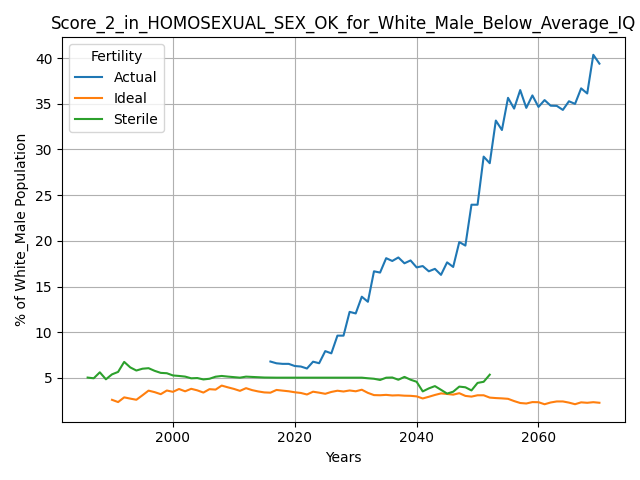 Score_2_in_HOMOSEXUAL_SEX_OK_for_White_Male_Below_Average_IQ
Fertility
Actual
Ideal
Sterile
% of White_Male Population
40
35
30
25
20
15
10
5
2000
2020
2040
2060
Years